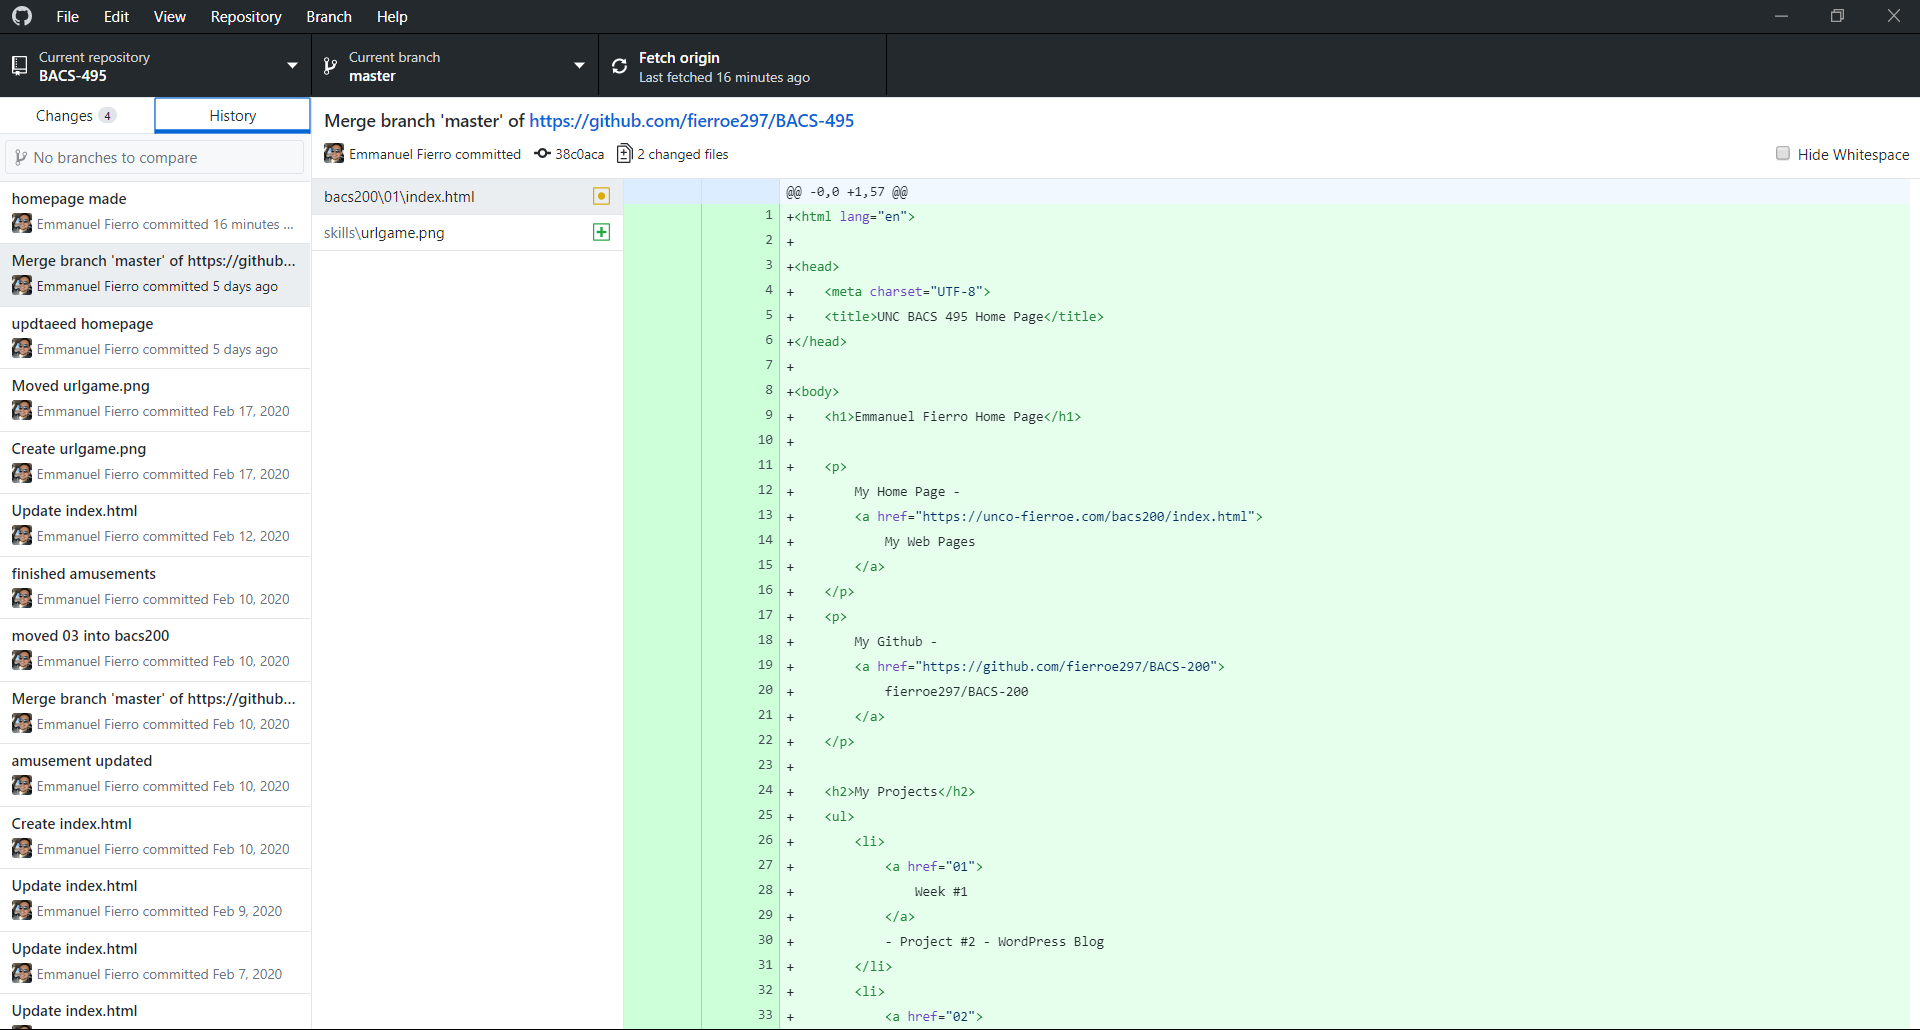 File Edit View Repository Branch Help
Current repository
BACS-495
Current branch
master
Fetch origin
Last fetched 16 minutes ago
Changes 4
History
No branches to compare
homepage made
Emmanuel Fierro committed 16 minutes ...
Merge branch 'master' of https://github...
Emmanuel Fierro committed 5 days ago
updtaeed homepage
Emmanuel Fierro committed 5 days ago
Moved urlgame.png
Emmanuel Fierro committed Feb 17, 2020
Create urlgame.png
Emmanuel Fierro committed Feb 17, 2020
Update index.html
Emmanuel Fierro committed Feb 12, 2020
finished amusements
Emmanuel Fierro committed Feb 10, 2020
moved 03 into bacs200
Emmanuel Fierro committed Feb 10, 2020
Merge branch 'master' of https://github...
Emmanuel Fierro committed Feb 10, 2020
amusement updated
Emmanuel Fierro committed Feb 10, 2020
Create index.html
Emmanuel Fierro committed Feb 10, 2020
Update index.html
Emmanuel Fierro committed Feb 9, 2020
Update index.html
Emmanuel Fierro committed Feb 7, 2020
Update index.html
Merge branch 'master' of https://github.com/fierroe297/BACS-495
Emmanuel Fierro committed 38c0aca 2 changed files
Hide Whitespace
bacs200\01\index.html
skills\urlgame.png
@@ -0,0 +1,57 @@
1 +<html lang="en">
2 +
3 +<head>
4 +    <meta charset="UTF-8">
5 +    <title>UNC BACS 495 Home Page</title>
6 +</head>
7 +
8 +<body>
9 +    <h1>Emmanuel Fierro Home Page</h1>
10 +
11 +    <p>
12 +        My Home Page -
13 +        <a href="https://unco-fierroe.com/bacs200/index.html">
14 +            My Web Pages
15 +        </a>
16 +    </p>
17 +    <p>
18 +        My Github -
19 +        <a href="https://github.com/fierroe297/BACS-200">
20 +            fierroe297/BACS-200
21 +        </a>
22 +    </p>
23 +
24 +    <h2>My Projects</h2>
25 +    <ul>
26 +        <li>
27 +            <a href="01">
28 +                Week #1
29 +            </a>
30 +            - Project #2 - WordPress Blog
31 +        </li>
32 +        <li>
33 +            <a href="02">